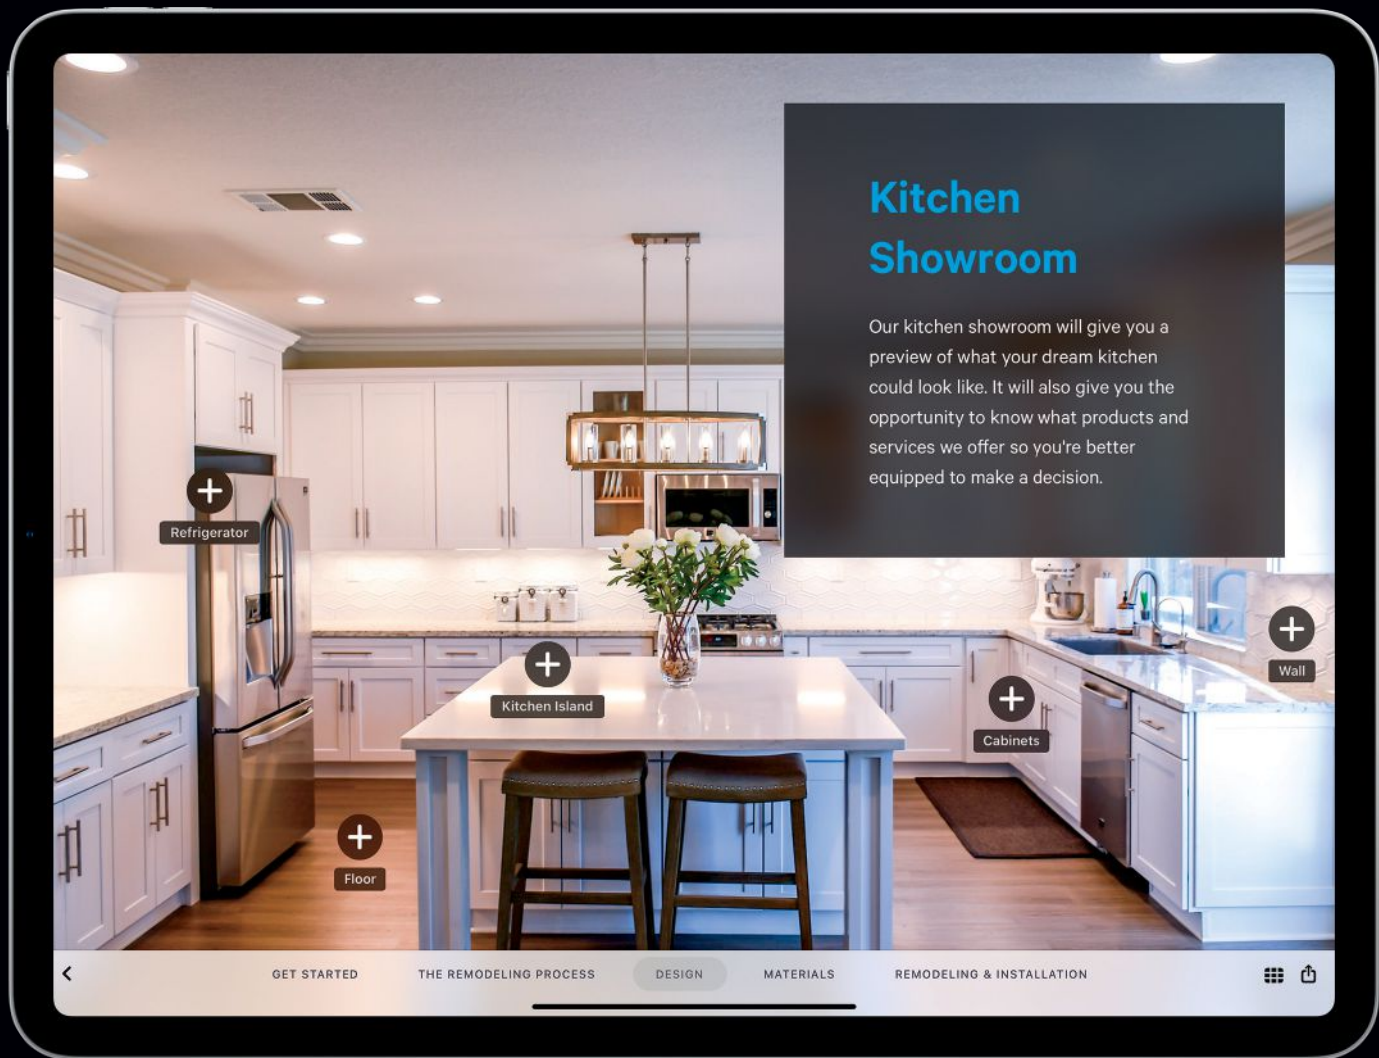 Kitchen
Showroom
Our kitchen showroom will give you a
preview of what your dream kitchen
could look like. It will also give you the
opportunity to know what products and
services we offer so you're better
equipped to make a decision.
Refrigerator
Wall
Kitchen Island
Cabinets
Floor
GET STARTED THE REMODELING PROCESS DESIGN MATERIALS REMODELING & INSTALLATION